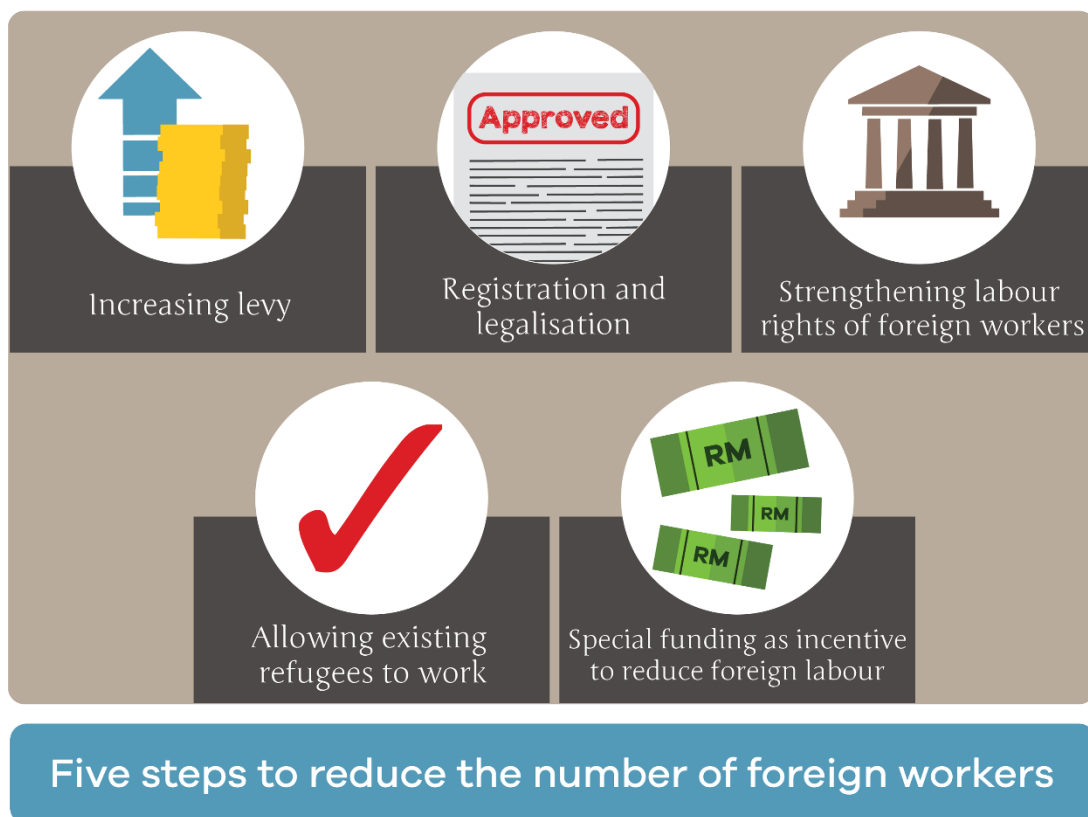 Approved
Increasing levy
Registration and
legalisation
Strengthening labour
rights of foreign workers
Allowing existing
refugees to work
RM
RM
RM
Special funding as incentive
to reduce foreign labour
Five steps to reduce the number of foreign workers